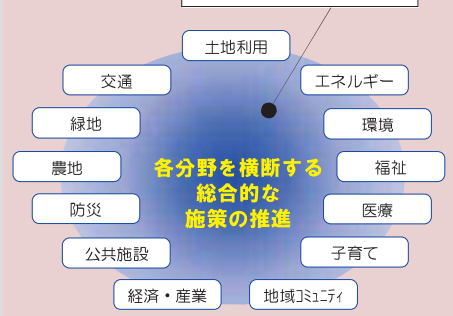 土地利用
交通
エネルギー
緑地
環境
農地
福祉
各分野を横断する
総合的な
施策の推進
防災
医療
公共施設
子育て
経済・産業
地域コミュニティ